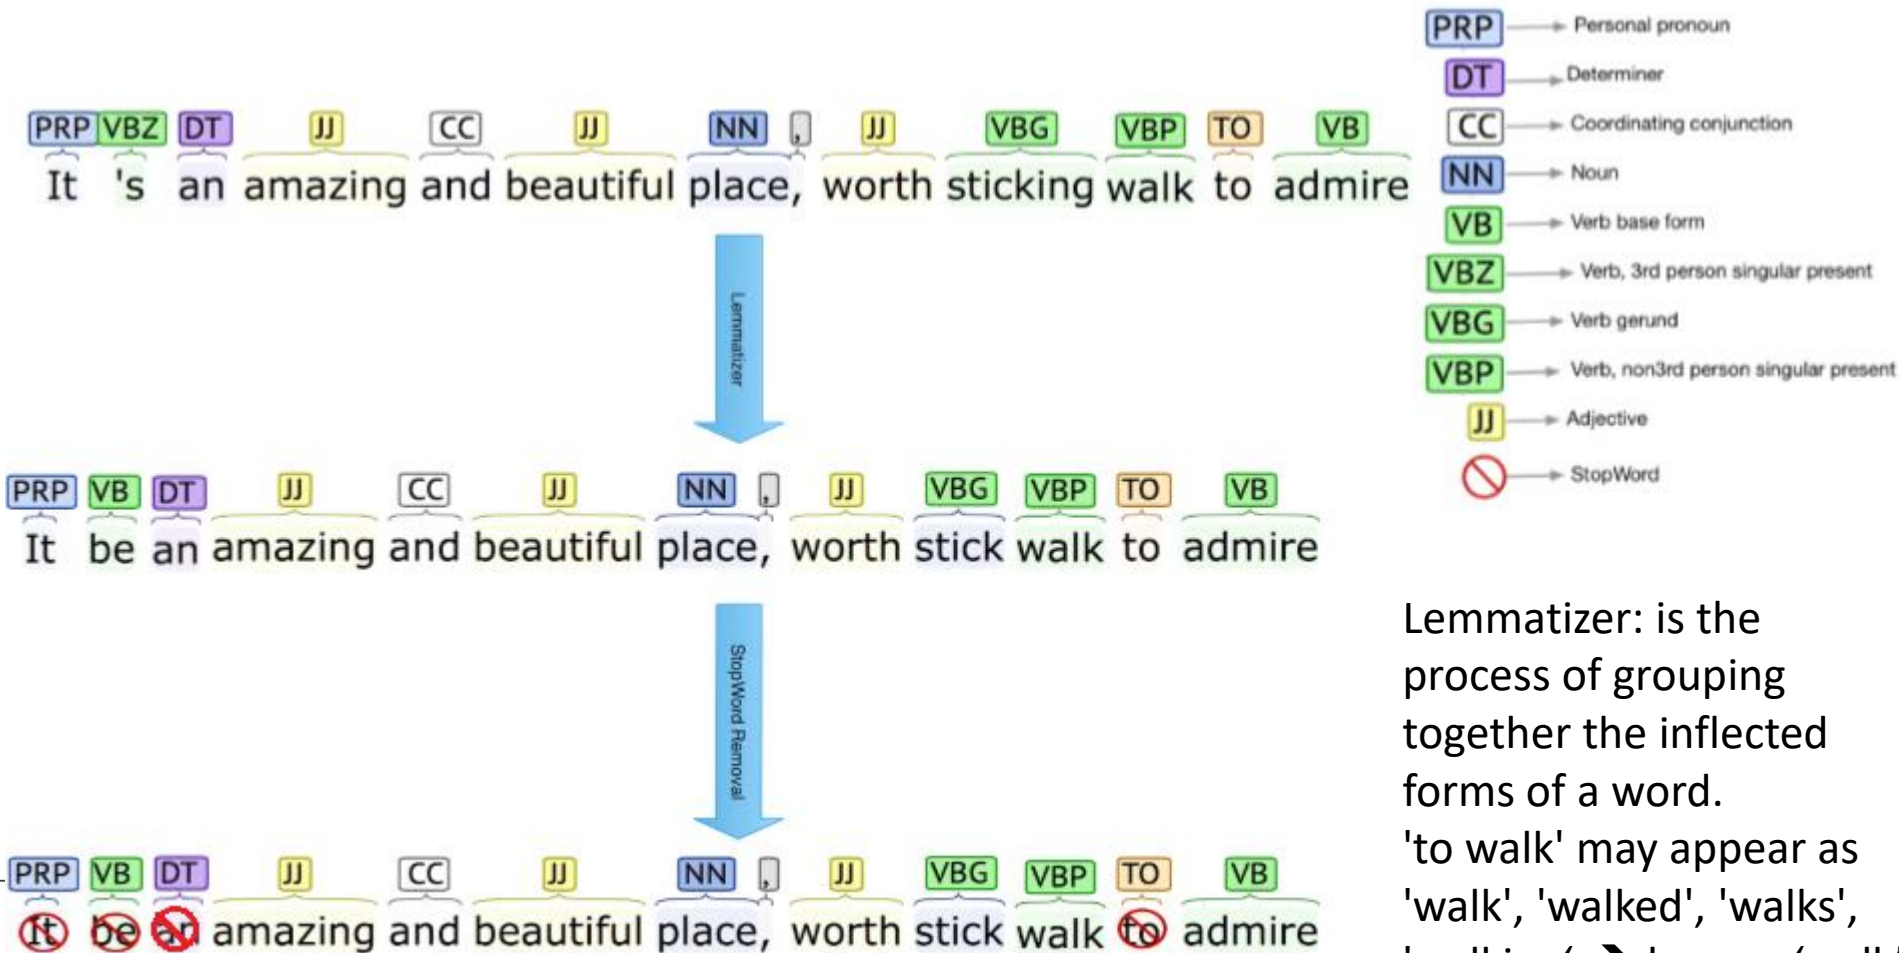 PRP VBZ DT JJ CC JJ NN , JJ VBG VBP TO VB
It 's an amazing and beautiful place, worth sticking walk to admire
Lemmatizer
PRP VB DT JJ CC JJ NN , JJ VBG VBP TO VB
It be an amazing and beautiful place, worth stick walk to admire
StopWord Removal
PRP VB DT JJ CC JJ NN , JJ VBG VBP TO VB
It be an amazing and beautiful place, worth stick walk to admire
PRP Personal pronoun
DT Determiner
CC Coordinating conjunction
NN Noun
VB Verb base form
VBZ Verb, 3rd person singular present
VBG Verb gerund
VBP Verb, non3rd person singular present
JJ Adjective
StopWord
Lemmatizer: is the
process of grouping
together the inflected
forms of a word.
'to walk' may appear as
'walk', 'walked', 'walks',